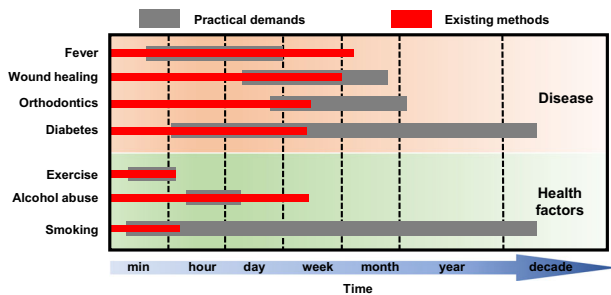 Practical demands
Existing methods
Fever
Wound healing
Orthodontics
Diabetes
Disease
Exercise
Alcohol abuse
Smoking
Health
factors
min hour day week month year decade
Time